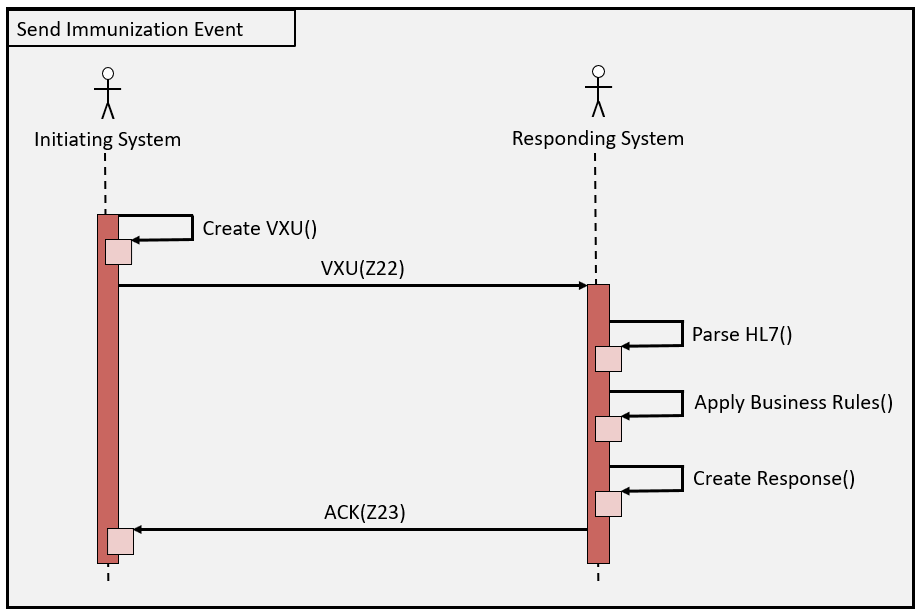 Send Immunization Event
Initiating System
Responding System
Create VXU()
VXU(Z22)
Parse HL7()
Apply Business Rules()
Create Response()
ACK(Z23)